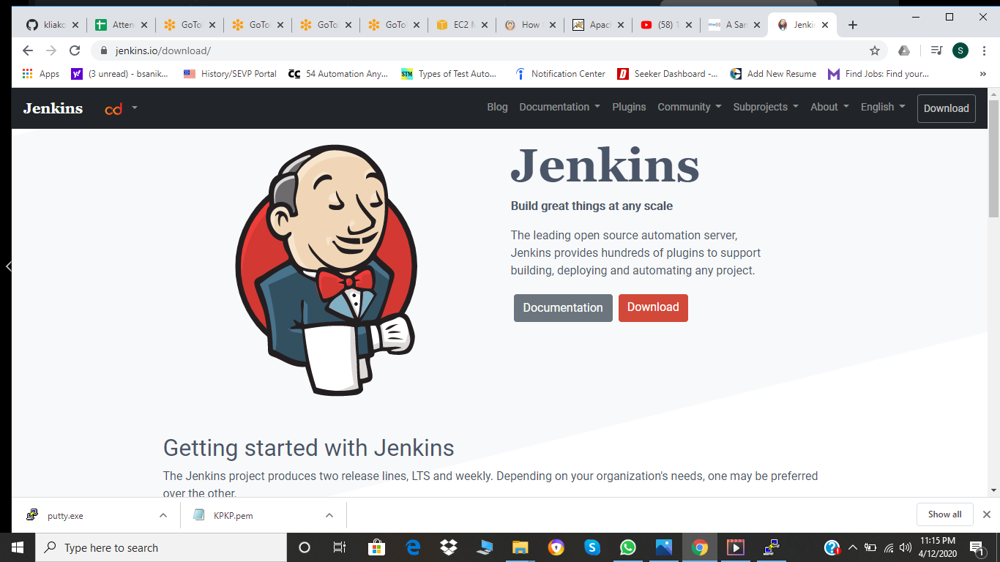 kliako
Atten
GoTo
GoTo
GoTo
GoTo
EC2 M
How
Apac
(58) 1
mw(i)
A San
Jenki
jenkins.io/download/
S
Apps
(3 unread) - bsanik...
History/SEVP Portal
54 Automation Any...
STM
Types of Test Auto...
Notification Center
Seeker Dashboard -...
Add New Resume
Find Jobs: Find your...
Jenkins
cd
Blog
Documentation
Plugins
Community
Subprojects
About
English
Download
Jenkins
Build great things at any scale
The leading open source automation server,
Jenkins provides hundreds of plugins to support
building, deploying and automating any project.
Documentation
Download
Getting started with Jenkins
The Jenkins project produces two release lines, LTS and weekly. Depending on your organization's needs, one may be preferred
over the other.
putty.exe
KPKP.pem
Show all
Type here to search
11:15 PM
4/12/2020
1